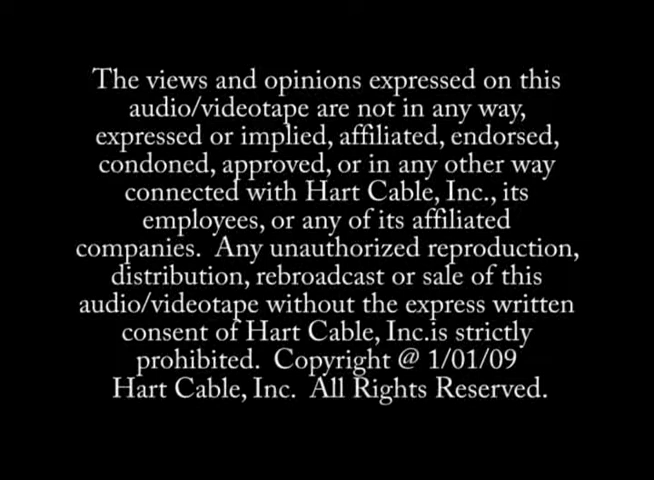 The views and opinions expressed on this
audio/videotape are not in any way,
expressed or implied, affiliated, endorsed,
condoned, approved, or in any other way
connected with Hart Cable, Inc., its
employees, or any of its affiliated
companies.  Any unauthorized reproduction,
distribution, rebroadcast or sale of this
audio/videotape without the express written
consent of Hart Cable, Inc.is strictly
prohibited.  Copyright @ 1/01/09
Hart Cable, Inc.  All Rights Reserved.